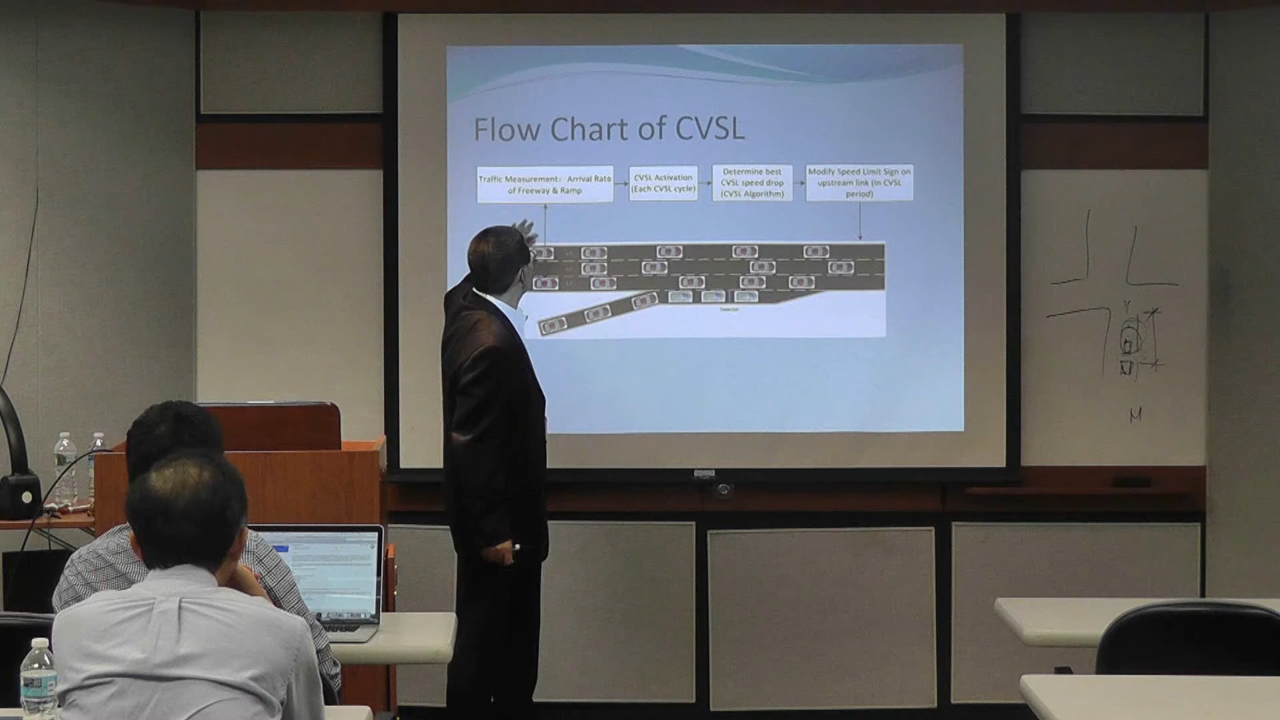 Flow Chart of CVSL
Traffic Measurement: Arrival Rate
of Freeway & Ramp
CVSL Activation
(Each CVSL cycle)
Determine best
CVSL speed drop
(CVSL Algorithm)
Modify Speed Limit Sign on
upstream link (in CVSL
period)
M